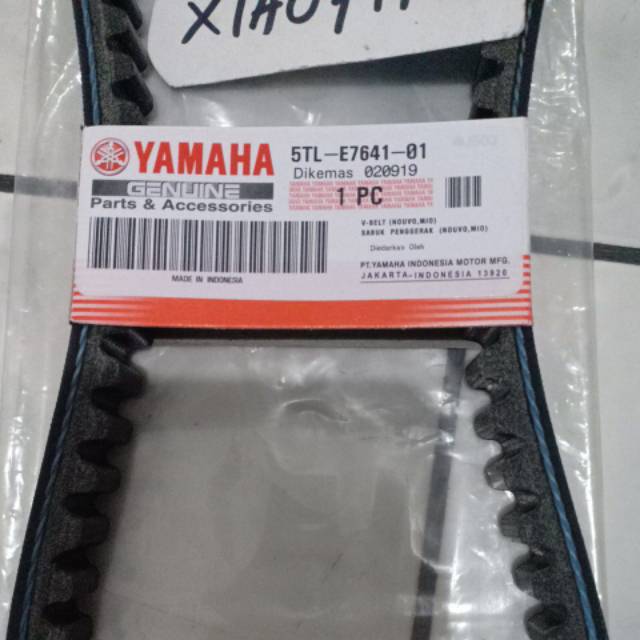 YAMAHA
GENUINE
Parts & Accessories
MADE IN INDONESIA
5TL-E7641-01
Dikemas 020919
1 PC
V-BELT (NOUVO,MIO)
SABUK PENGGERAK (NOUVO,MIO)
Diedarkan Oleh
PT.YAMAHA INDONESIA MOTOR MFG.
JAKARTA-INDONESIA 13920